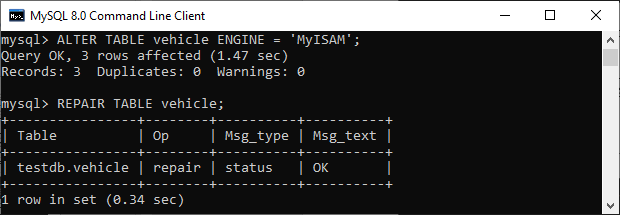 MySQL 8.0 Command Line Client
mysql> ALTER TABLE vehicle ENGINE = 'MyISAM';
Query OK, 3 rows affected (1.47 sec)
Records: 3  Duplicates: 0  Warnings: 0
mysql> REPAIR TABLE vehicle;
+----------------+--------+----------+----------+
| Table          | Op     | Msg_type | Msg_text |
+----------------+--------+----------+----------+
| testdb.vehicle | repair | status   | OK       |
+----------------+--------+----------+----------+
1 row in set (0.34 sec)